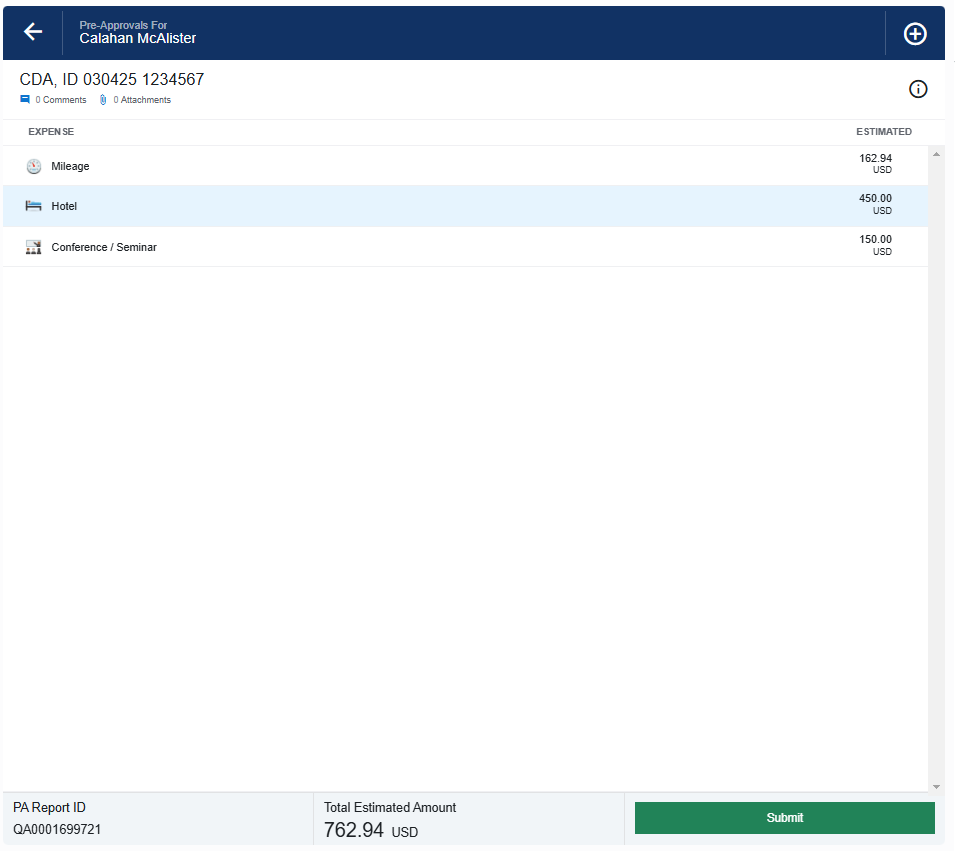 Pre-Approvals For
Calahan McAlister
CDA, ID 030425 1234567
0 Comments 0 Attachments
EXPENSE ESTIMATED
Mileage 162.94
USD
Hotel 450.00
USD
Conference / Seminar 150.00
USD
PA Report ID
QA0001699721
Total Estimated Amount
762.94 USD
Submit